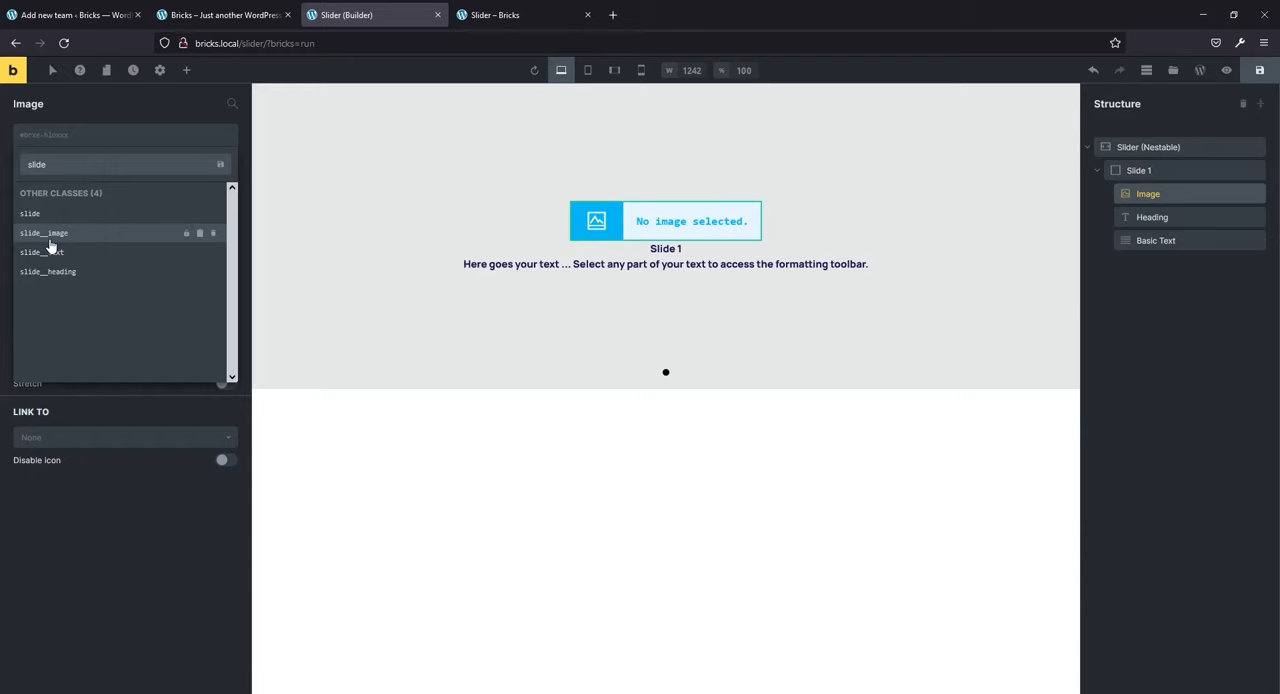 Add new team ‹ Bricks — Word
Bricks – Just another WordPress
Slider (Builder)
Slider – Bricks
bricks.local/slider/?bricks=run
b
W 1242 % 100
Image
slide
OTHER CLASSES (4)
slide
slide__image
slide__text
slide__heading
Stretch
LINK TO
None
Disable icon
No image selected.
Slide 1
Here goes your text ... Select any part of your text to access the formatting toolbar.
Structure
Slider (Nestable)
Slide 1
Image
Heading
Basic Text